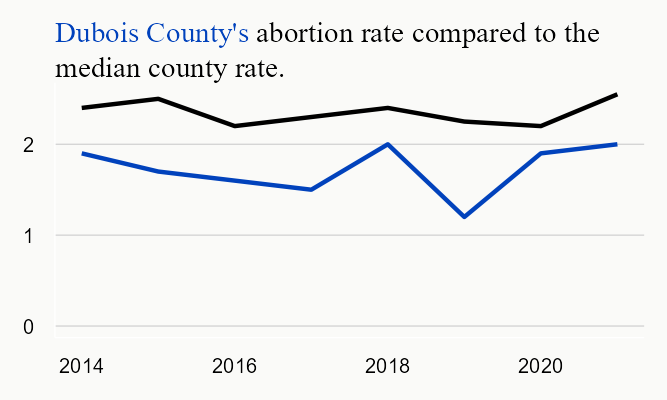 Dubois County's abortion rate compared to the
median county rate.
2
1
0
2014 2016 2018 2020